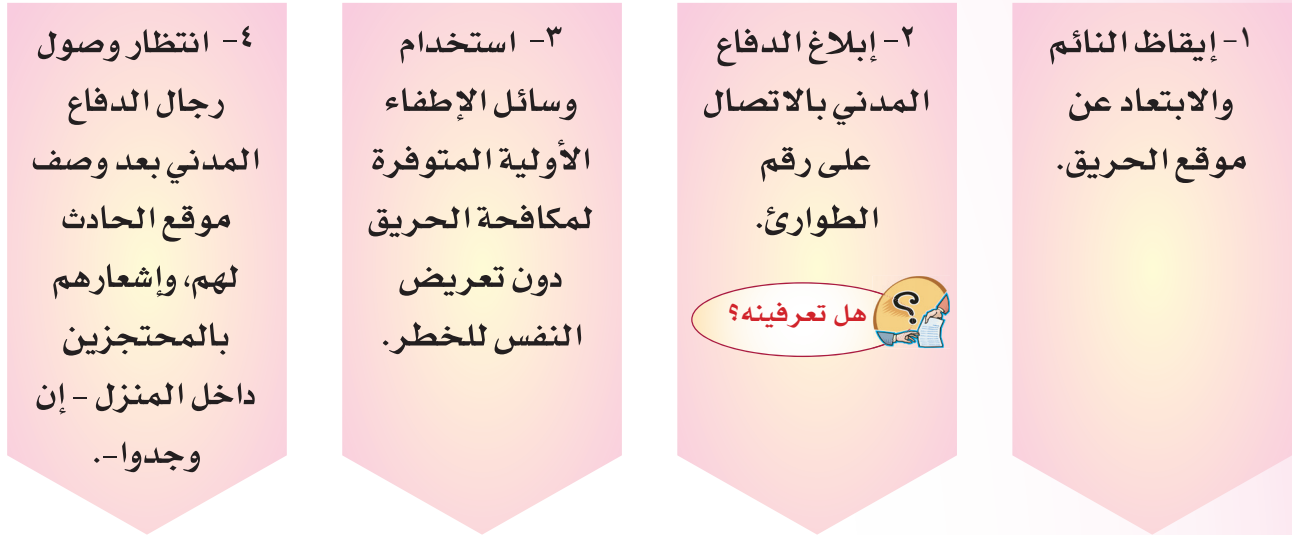 ١- إيقاظ النائم
والابتعاد عن
موقع الحريق.
٢- إبلاغ الدفاع
المدني بالاتصال
على رقم
الطوارئ.
هل تعرفينه؟
؟
٣- استخدام
وسائل الإطفاء
الأولية المتوفرة
لمكافحة الحريق
دون تعريض
النفس للخطر.
٤- انتظار وصول
رجال الدفاع
المدني بعد وصف
موقع الحادث
لهم، وإشعارهم
بالمحتجزين
داخل المنزل – إن
وجدوا–.